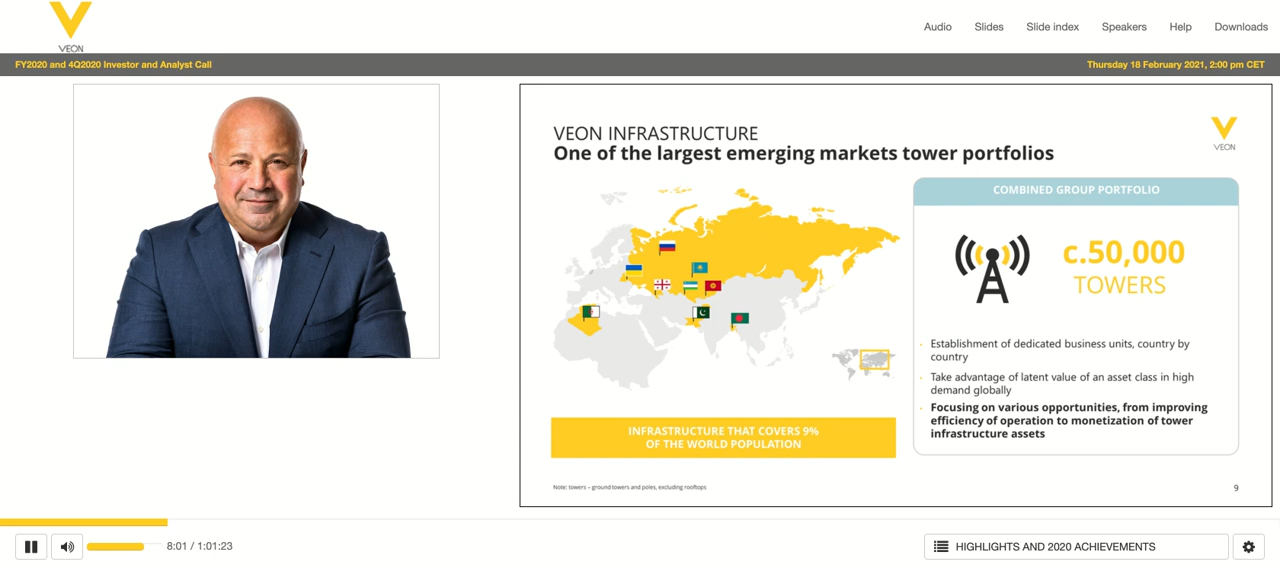 VEON
Audio
Slides
Slide index
Speakers
Help
Downloads
FY2020 and 4Q2020 Investor and Analyst Call
Thursday 18 February 2021, 2:00 pm CET
VEON INFRASTRUCTURE
One of the largest emerging markets tower portfolios
VEON
COMBINED GROUP PORTFOLIO
c.50,000
TOWERS
Establishment of dedicated business units, country by
country
Take advantage of latent value of an asset class in high
demand globally
Focusing on various opportunities, from improving
efficiency of operation to monetization of tower
infrastructure assets
INFRASTRUCTURE THAT COVERS 9%
OF THE WORLD POPULATION
Note: towers – ground towers and poles, excluding rooftops
9
8:01 / 1:01:23
HIGHLIGHTS AND 2020 ACHIEVEMENTS